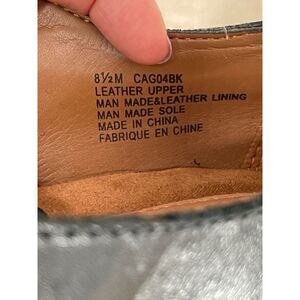 8½M CAG04BK
LEATHER UPPER
MAN MADE&LEATHER LINING
MAN MADE SOLE
MADE IN CHINA
FABRIQUE EN CHINE